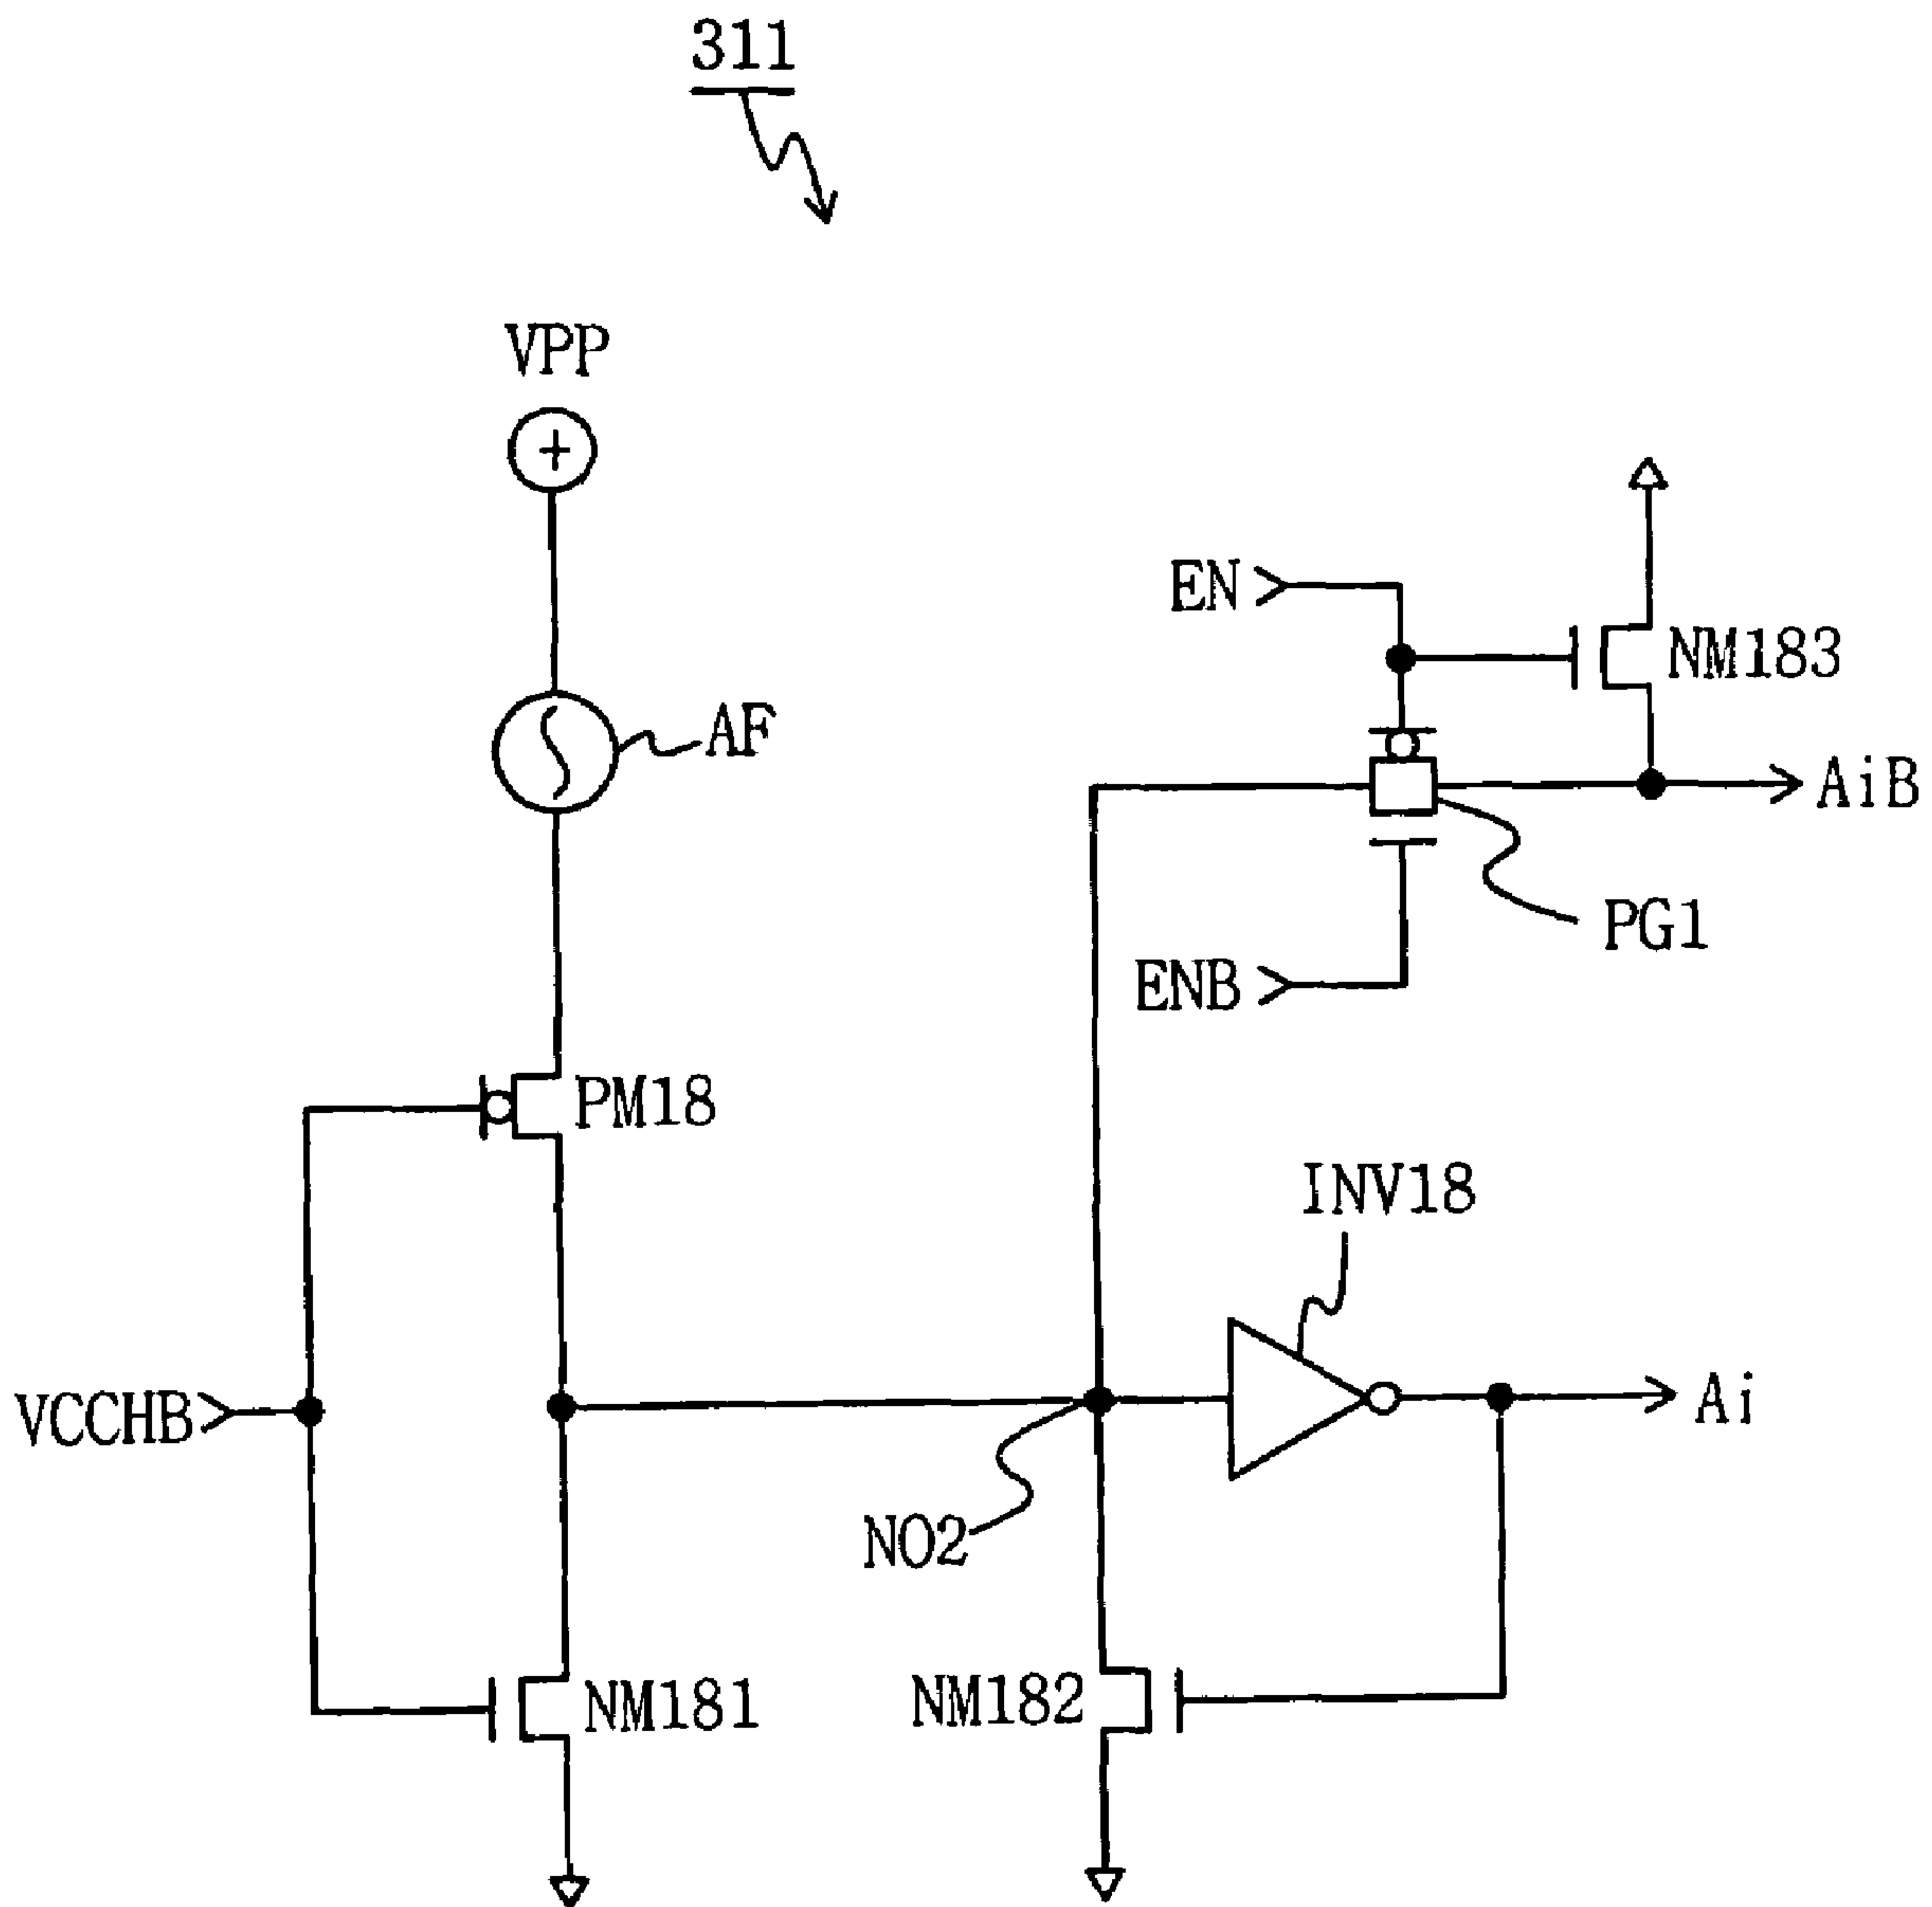 311
VPP
EN
NM183
AF
AiB
PG1
ENB
PM18
INV18
VCCHB
Ai
NO2
NM181
NM182